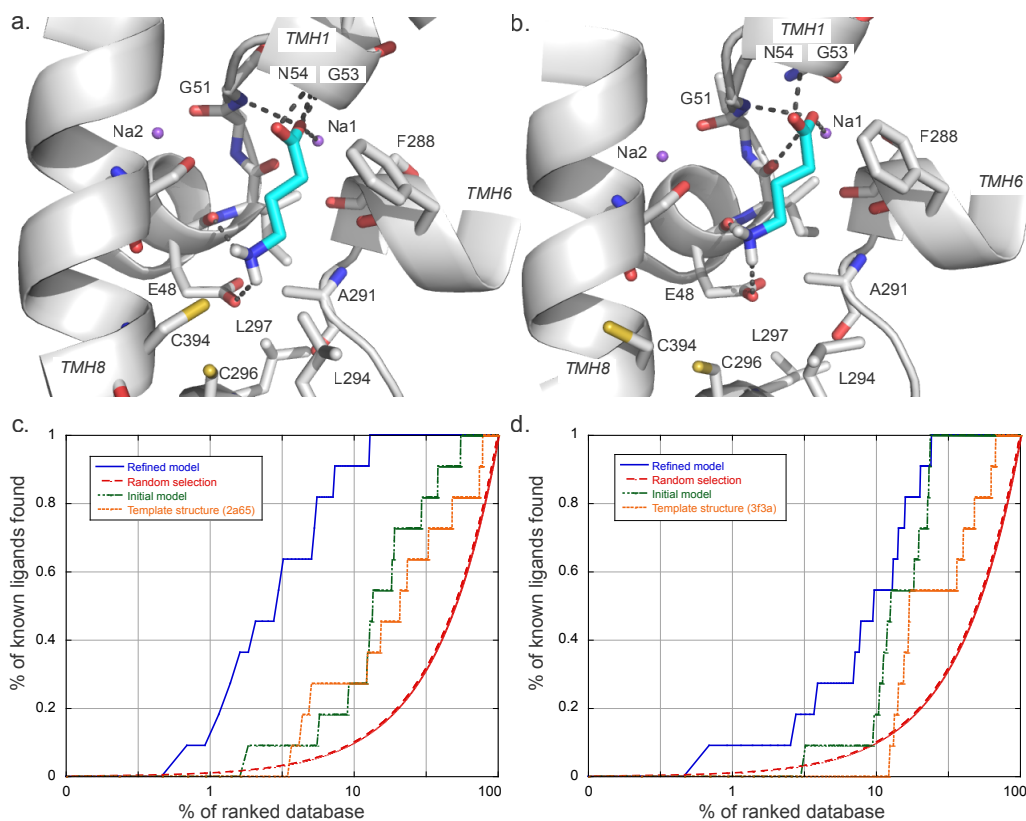 a.
TMH1
N54 G53
G51
Na1
Na2
F288
TMH6
E48
A291
L297
C394
TMH8
C296
L294
b.
TMH1
N54 G53
G51
Na1
Na2
F288
TMH6
E48
A291
L297
C394
TMH8
C296
L294
c.
% of known ligands found
1
0.8
0.6
0.4
0.2
0
Refined model
Random selection
Initial model
Template structure (2a65)
0 1 10 100
% of ranked database
d.
% of known ligands found
1
0.8
0.6
0.4
0.2
0
Refined model
Random selection
Initial model
Template structure (3f3a)
0 1 10 100
% of ranked database